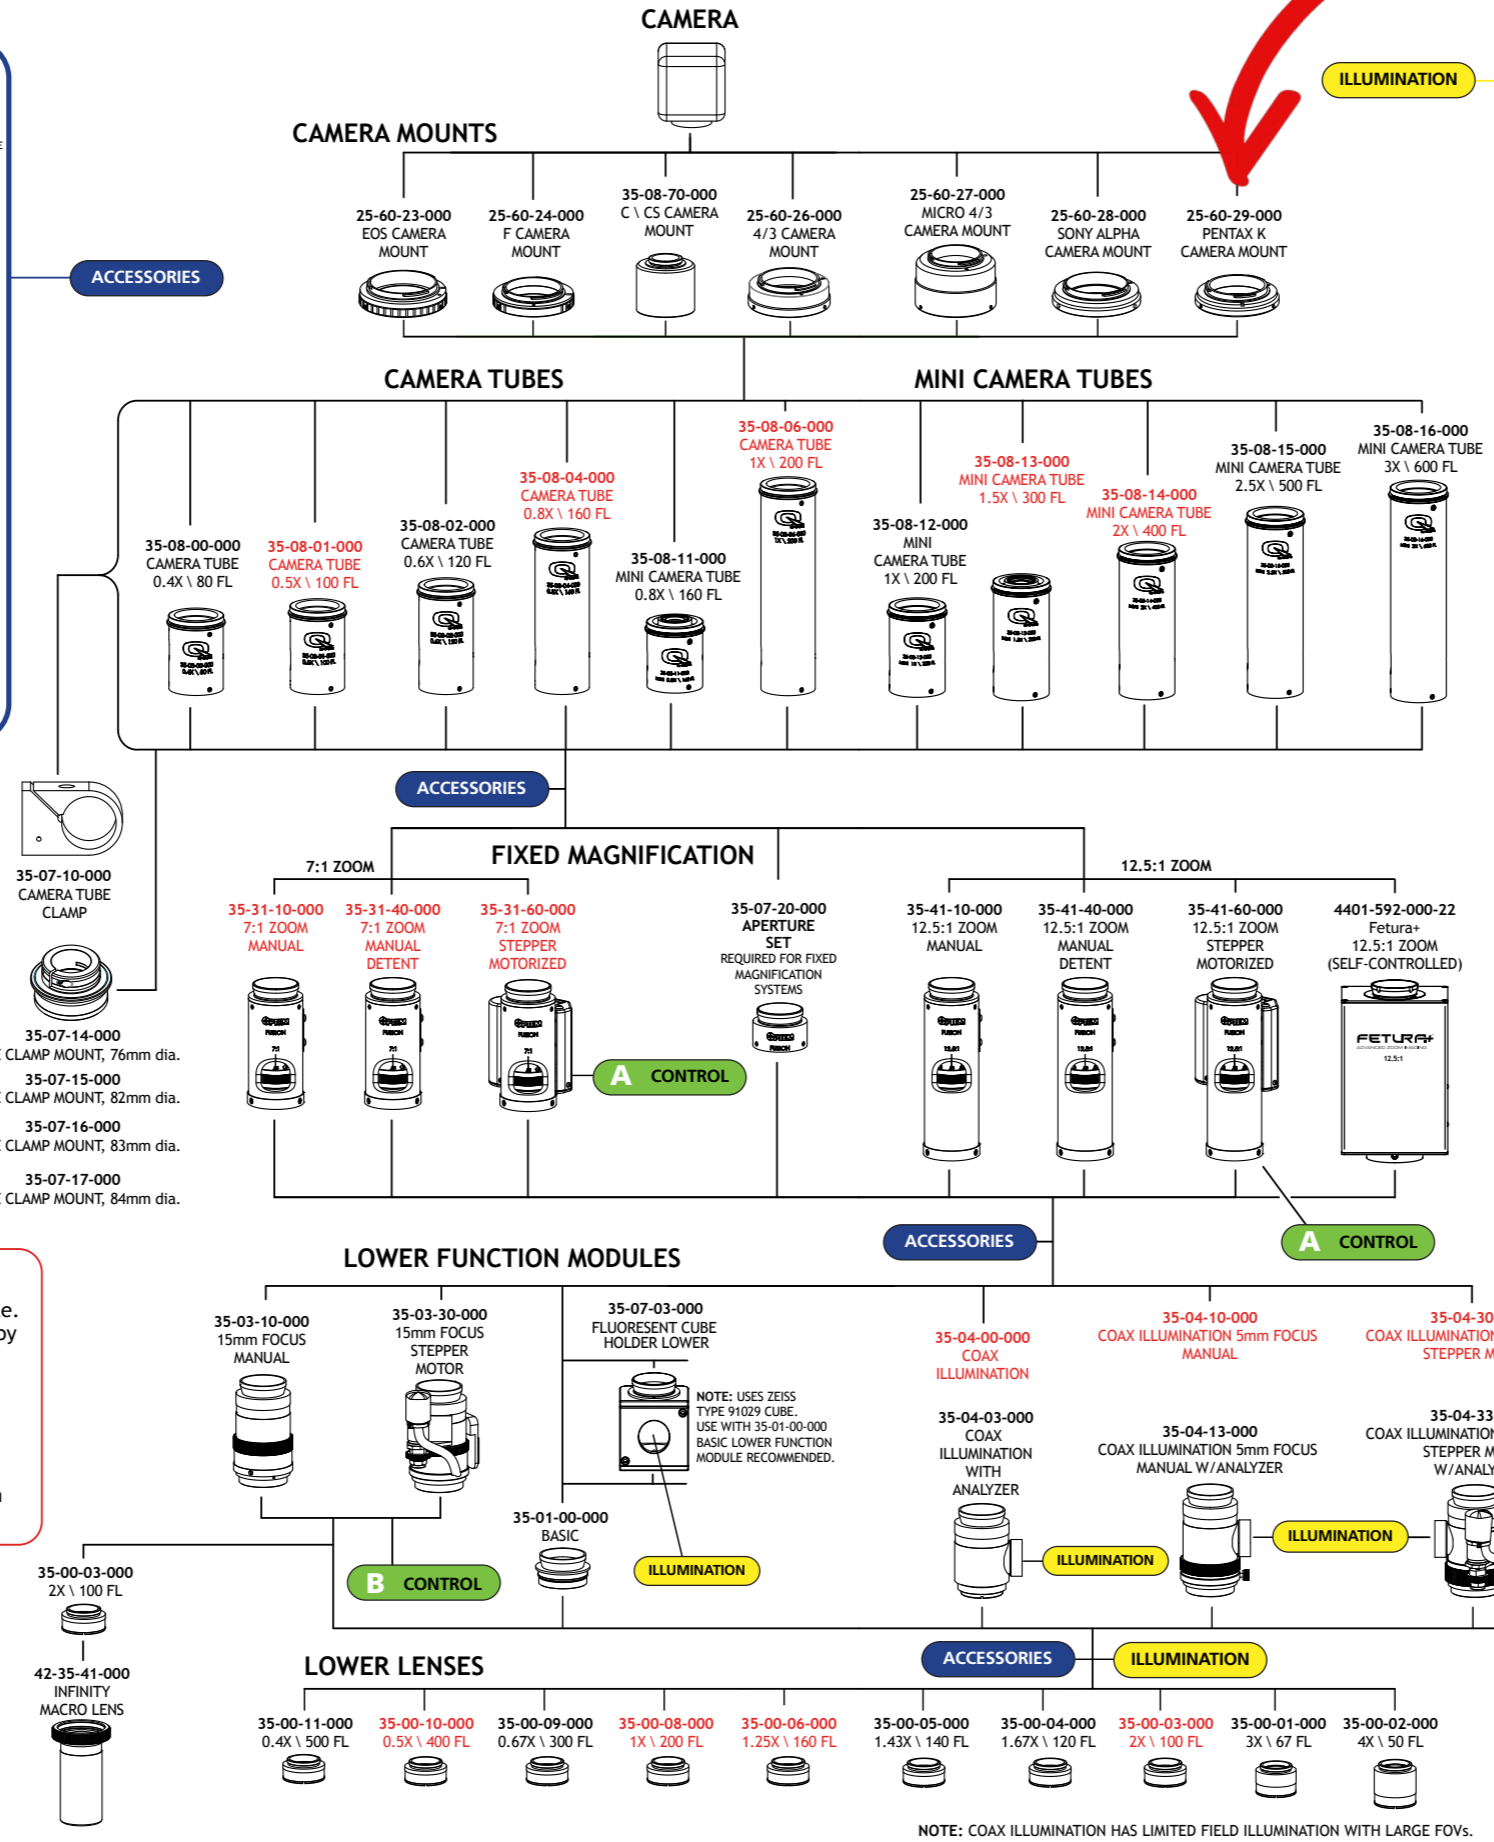 CAMERA
ILLUMINATION
CAMERA MOUNTS
25-60-23-000
EOS CAMERA
MOUNT
25-60-24-000
F CAMERA
MOUNT
35-08-70-000
C \ CS CAMERA
MOUNT
25-60-26-000
4/3 CAMERA
MOUNT
25-60-27-000
MICRO 4/3
CAMERA MOUNT
25-60-28-000
SONY ALPHA
CAMERA MOUNT
25-60-29-000
PENTAX K
CAMERA MOUNT
ACCESSORIES
CAMERA TUBES
MINI CAMERA TUBES
35-08-00-000
CAMERA TUBE
0.4X \ 80 FL
35-08-01-000
CAMERA TUBE
0.5X \ 100 FL
35-08-02-000
CAMERA TUBE
0.6X \ 120 FL
35-08-04-000
CAMERA TUBE
0.8X \ 160 FL
35-08-11-000
MINI CAMERA TUBE
0.8X \ 160 FL
35-08-06-000
CAMERA TUBE
1X \ 200 FL
35-08-12-000
MINI
CAMERA TUBE
1X \ 200 FL
35-08-13-000
MINI CAMERA TUBE
1.5X \ 300 FL
35-08-14-000
MINI CAMERA TUBE
2X \ 400 FL
35-08-15-000
MINI CAMERA TUBE
2.5X \ 500 FL
35-08-16-000
MINI CAMERA TUBE
3X \ 600 FL
ACCESSORIES
35-07-10-000
CAMERA TUBE
CLAMP
35-07-14-000
CLAMP MOUNT, 76mm dia.
35-07-15-000
CLAMP MOUNT, 82mm dia.
35-07-16-000
CLAMP MOUNT, 83mm dia.
35-07-17-000
CLAMP MOUNT, 84mm dia.
FIXED MAGNIFICATION
7:1 ZOOM
12.5:1 ZOOM
35-31-10-000
7:1 ZOOM
MANUAL
35-31-40-000
7:1 ZOOM
MANUAL
DETENT
35-31-60-000
7:1 ZOOM
STEPPER
MOTORIZED
35-07-20-000
APERTURE
SET
REQUIRED FOR FIXED
MAGNIFICATION
SYSTEMS
35-41-10-000
12.5:1 ZOOM
MANUAL
35-41-40-000
12.5:1 ZOOM
MANUAL
DETENT
35-41-60-000
12.5:1 ZOOM
STEPPER
MOTORIZED
4401-592-000-22
Fetura+
12.5:1 ZOOM
(SELF-CONTROLLED)
FETURA+
ADVANCED ZOOM IMAGING
12.5:1
A CONTROL
ACCESSORIES
A CONTROL
LOWER FUNCTION MODULES
35-03-10-000
15mm FOCUS
MANUAL
35-03-30-000
15mm FOCUS
STEPPER
MOTOR
35-07-03-000
FLUORESENT CUBE
HOLDER LOWER
NOTE: USES ZEISS
TYPE 91029 CUBE.
USE WITH 35-01-00-000
BASIC LOWER FUNCTION
MODULE RECOMMENDED.
35-01-00-000
BASIC
35-04-00-000
COAX
ILLUMINATION
35-04-03-000
COAX
ILLUMINATION
WITH
ANALYZER
35-04-10-000
COAX ILLUMINATION 5mm FOCUS
MANUAL
35-04-13-000
COAX ILLUMINATION 5mm FOCUS
MANUAL W/ANALYZER
35-04-30
COAX ILLUMINATION
STEPPER M
35-04-33
COAX ILLUMINATION
STEPPER M
W/ANALY
by
B CONTROL
ILLUMINATION
ILLUMINATION
ILLUMINATION
35-00-03-000
2X \ 100 FL
42-35-41-000
INFINITY
MACRO LENS
ACCESSORIES
ILLUMINATION
LOWER LENSES
35-00-11-000
0.4X \ 500 FL
35-00-10-000
0.5X \ 400 FL
35-00-09-000
0.67X \ 300 FL
35-00-08-000
1X \ 200 FL
35-00-06-000
1.25X \ 160 FL
35-00-05-000
1.43X \ 140 FL
35-00-04-000
1.67X \ 120 FL
35-00-03-000
2X \ 100 FL
35-00-01-000
3X \ 67 FL
35-00-02-000
4X \ 50 FL
NOTE: COAX ILLUMINATION HAS LIMITED FIELD ILLUMINATION WITH LARGE FOVs.